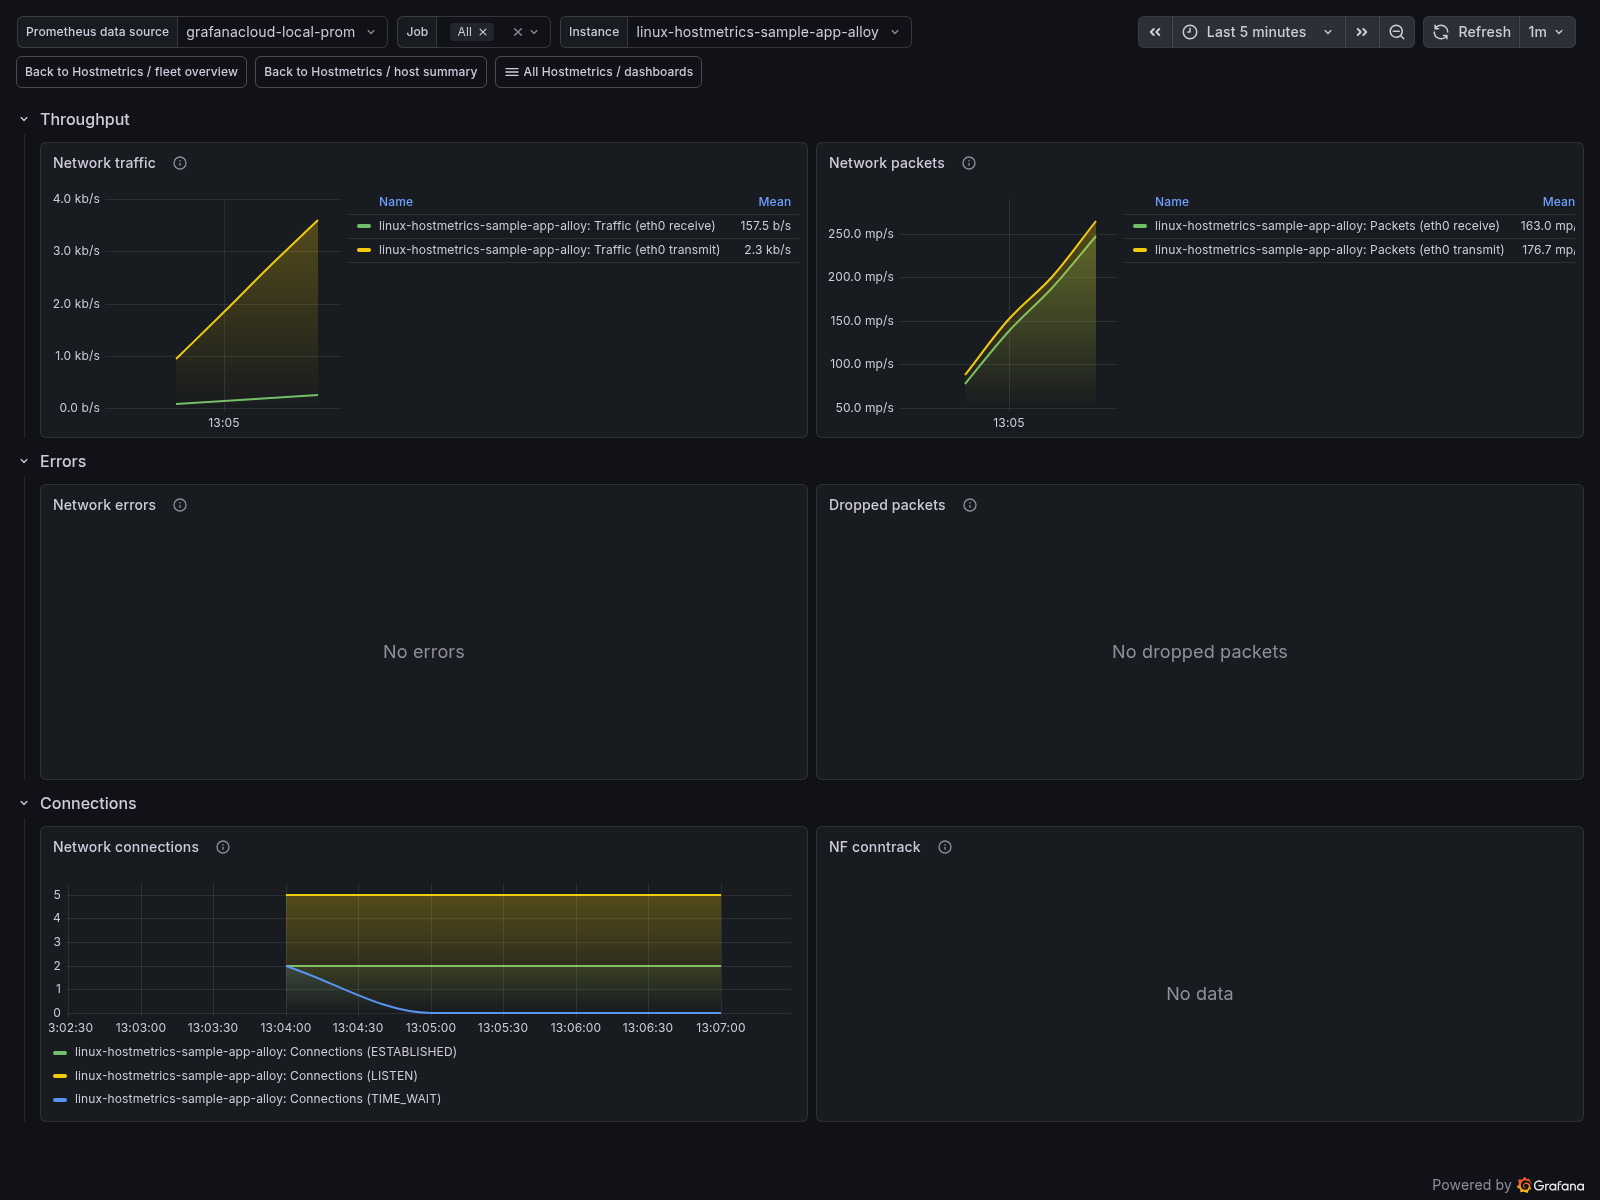 Prometheus data source grafanacloud-local-prom Job All Instance linux-hostmetrics-sample-app-alloy Last 5 minutes Refresh 1m
Back to Hostmetrics / fleet overview Back to Hostmetrics / host summary All Hostmetrics / dashboards
Throughput
Network traffic
4.0 kb/s
3.0 kb/s
2.0 kb/s
1.0 kb/s
0.0 b/s
13:05
Name Mean
linux-hostmetrics-sample-app-alloy: Traffic (eth0 receive) 157.5 b/s
linux-hostmetrics-sample-app-alloy: Traffic (eth0 transmit) 2.3 kb/s
Network packets
250.0 mp/s
200.0 mp/s
150.0 mp/s
100.0 mp/s
50.0 mp/s
13:05
Name Mean
linux-hostmetrics-sample-app-alloy: Packets (eth0 receive) 163.0 mp/
linux-hostmetrics-sample-app-alloy: Packets (eth0 transmit) 176.7 mp/
Errors
Network errors
No errors
Dropped packets
No dropped packets
Connections
Network connections
5
4
3
2
1
0
3:02:30 13:03:00 13:03:30 13:04:00 13:04:30 13:05:00 13:05:30 13:06:00 13:06:30 13:07:00
linux-hostmetrics-sample-app-alloy: Connections (ESTABLISHED)
linux-hostmetrics-sample-app-alloy: Connections (LISTEN)
linux-hostmetrics-sample-app-alloy: Connections (TIME_WAIT)
NF conntrack
No data
Powered by Grafana